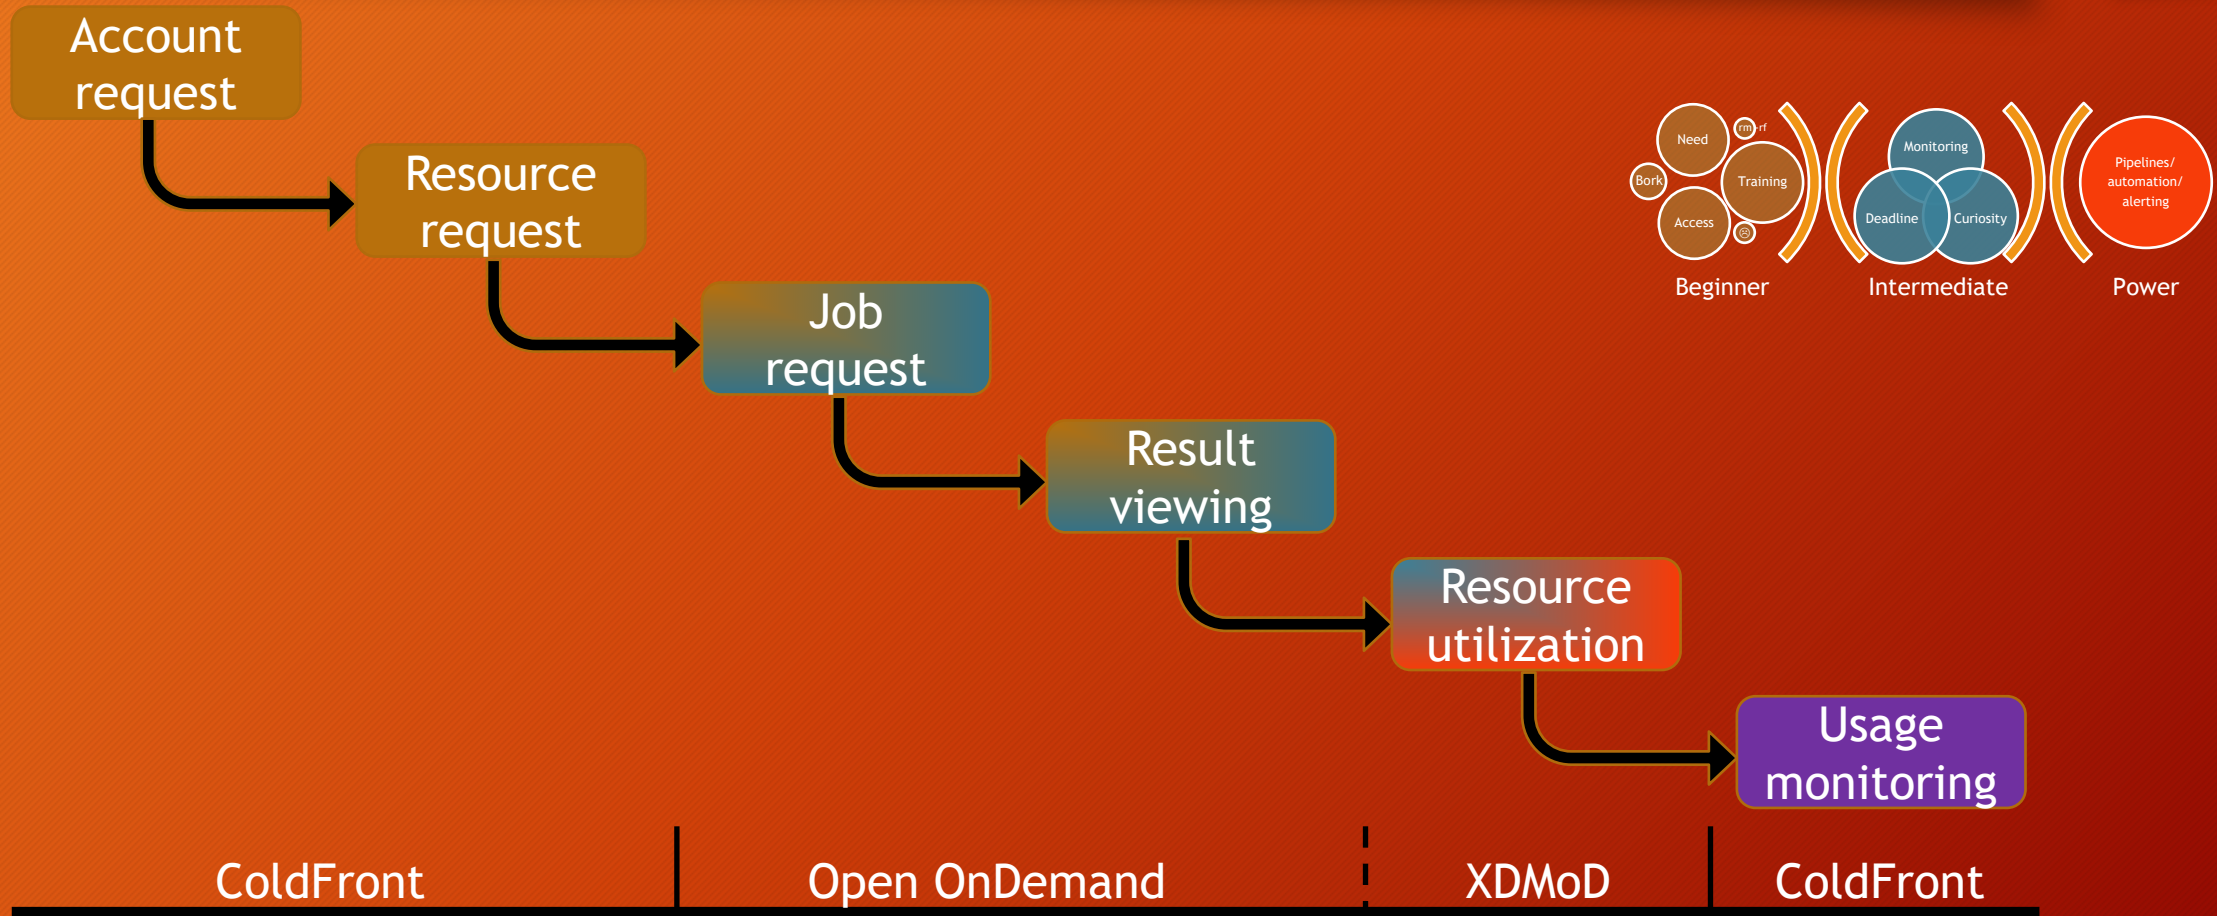 Account
request
Resource
request
Job
request
Result
viewing
Resource
utilization
Usage
monitoring
Need
rm-rf
Bork
Training
Access
☹
Beginner
Monitoring
Deadline
Curiosity
Intermediate
Pipelines/
automation/
alerting
Power
ColdFront
Open OnDemand
XDMoD
ColdFront